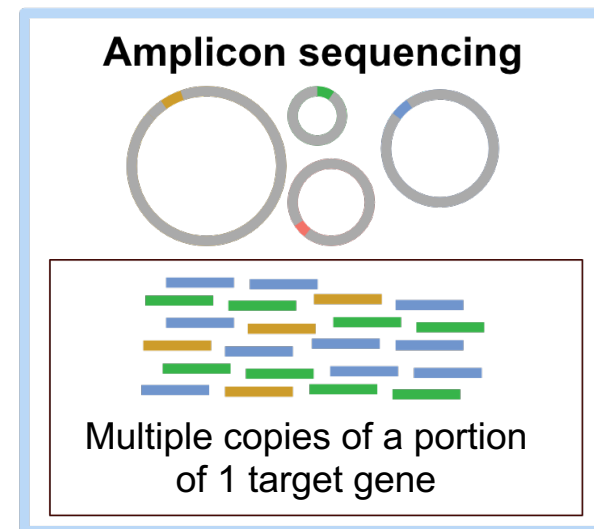 Amplicon sequencing
Multiple copies of a portion
of 1 target gene